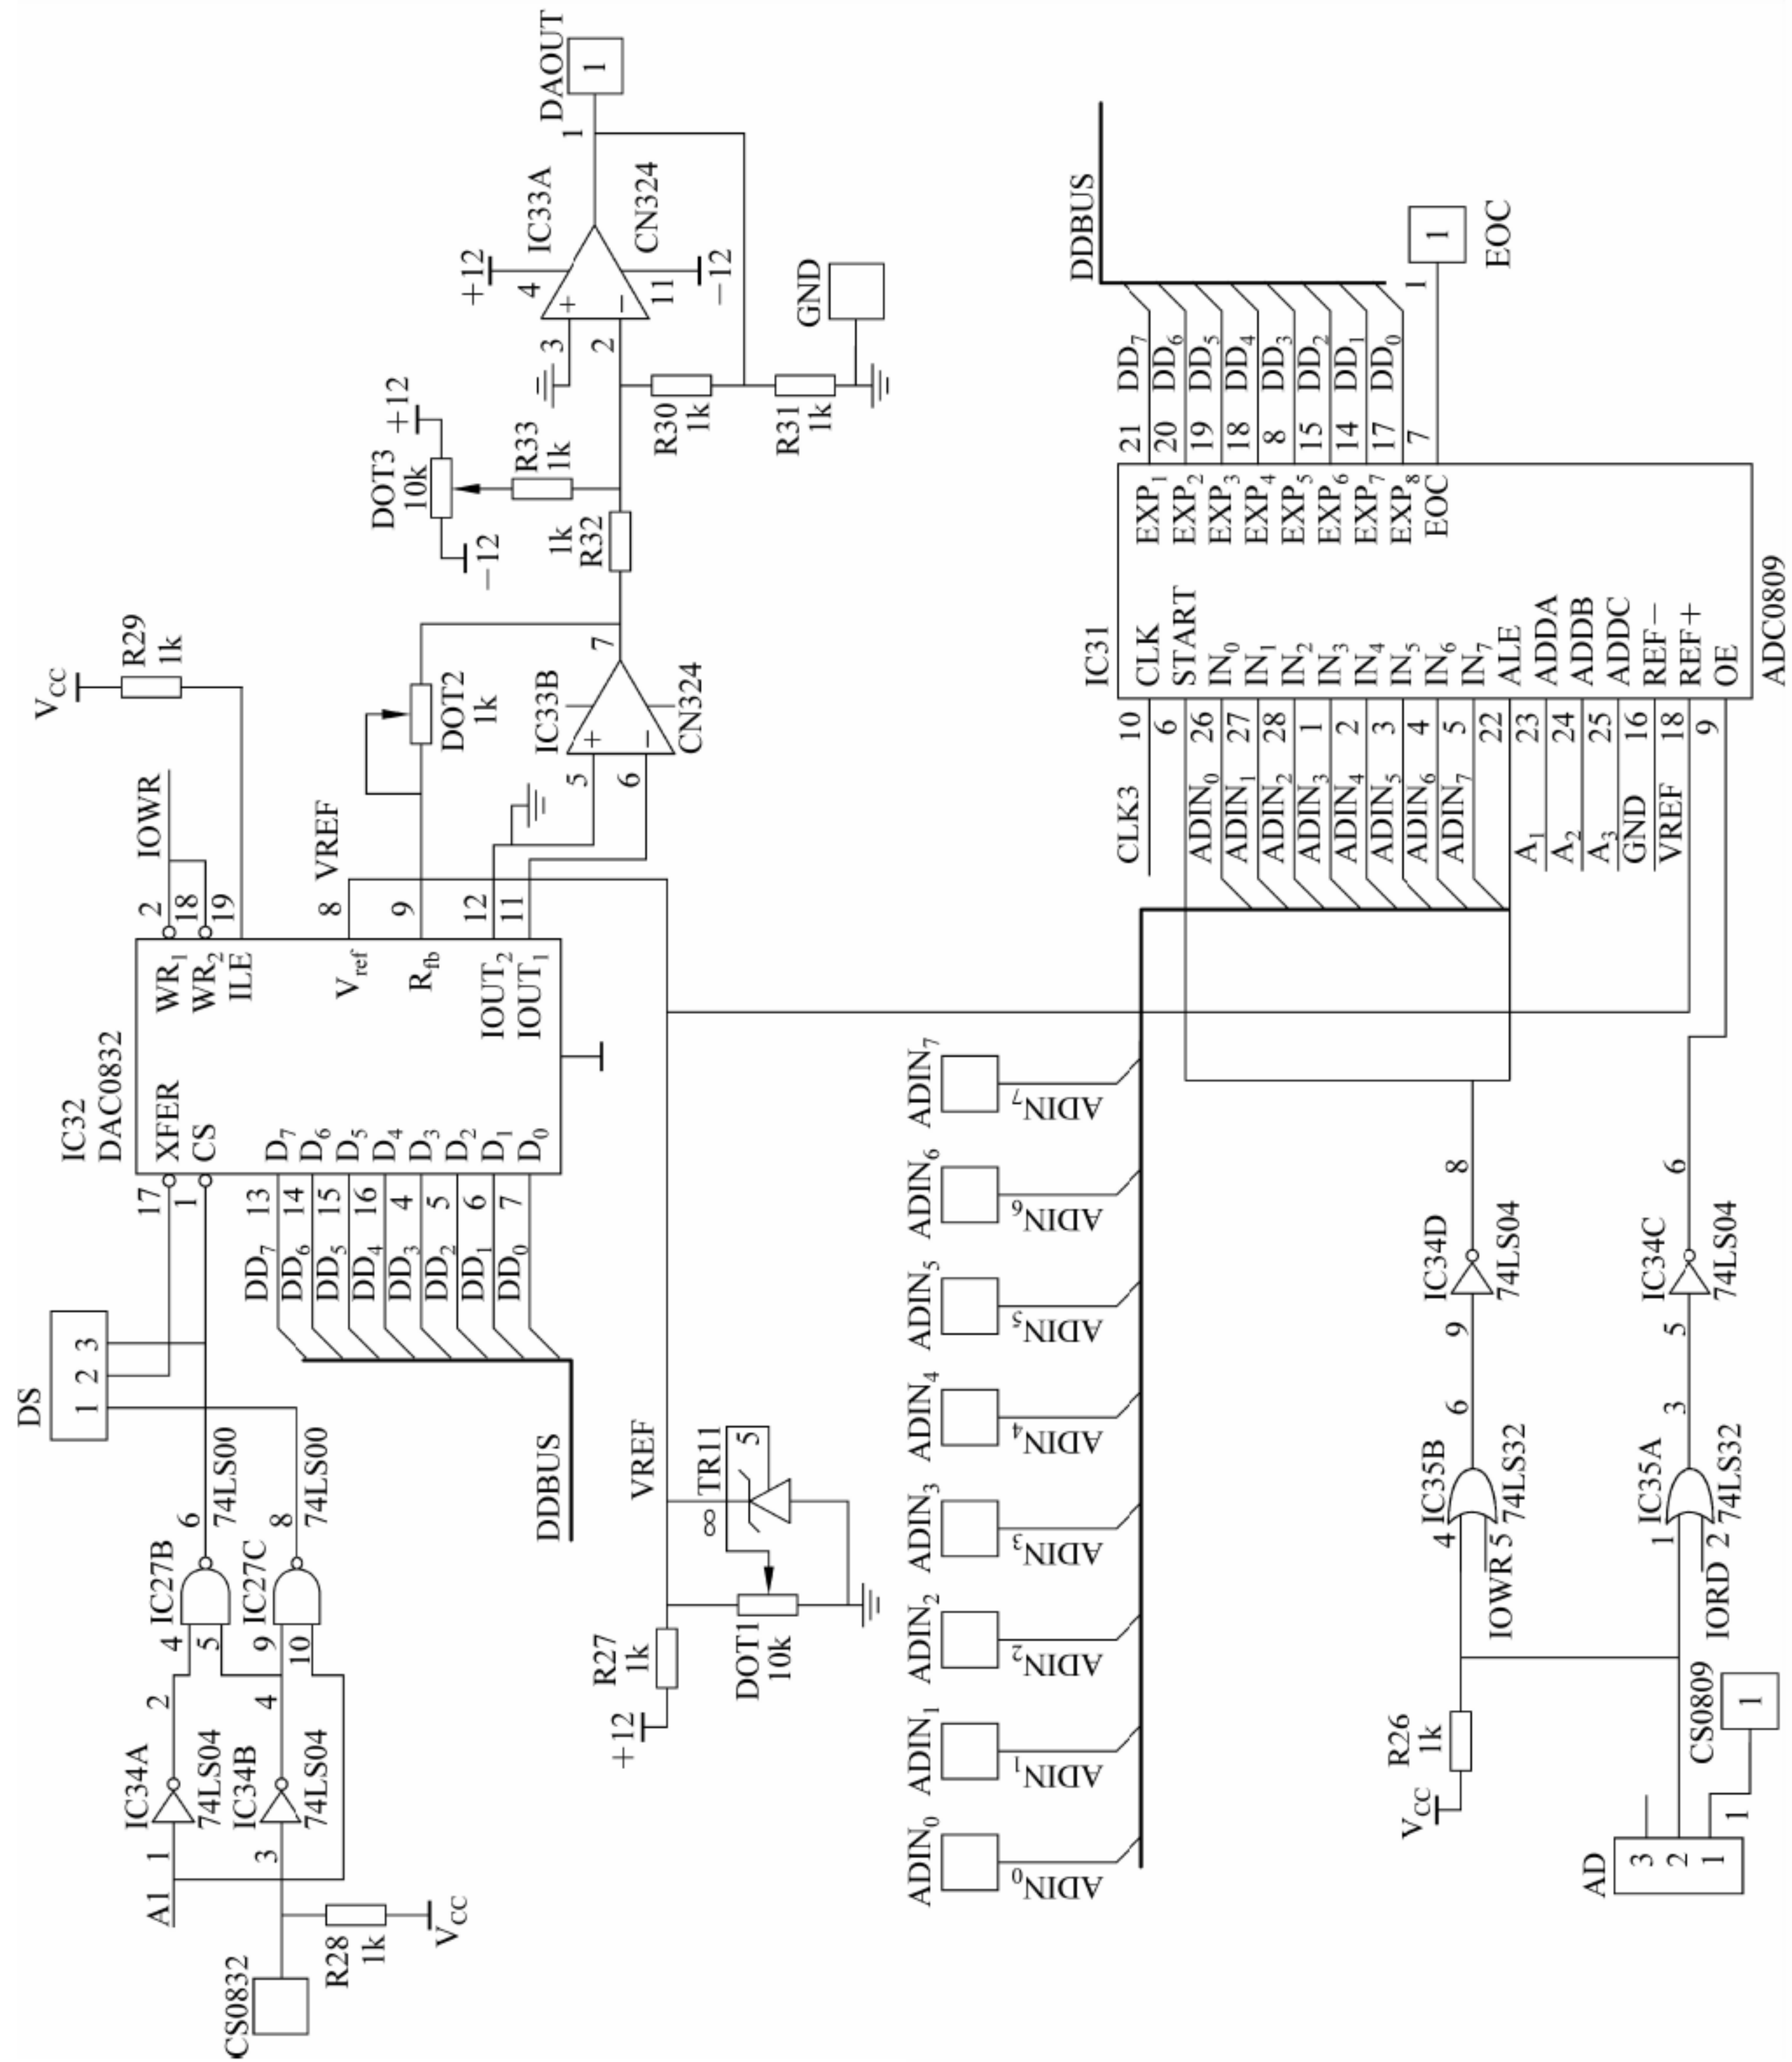 DS
1 2 3
IC32
DAC0832
17
XFER
1
CS
13
DD7
D7
14
DD6
D6
15
DD5
D5
16
DD4
D4
4
DD3
D3
5
DD2
D2
6
DD1
D1
7
DD0
D0
DDBUS
WR1
2
IOWR
WR2
18
ILE
19
VCC
R29
1k
Vref
8
VREF
Rfb
9
IOUT2
12
IOUT1
11
DOT2
1k
IC33B
5
6
7
+
−
CN324
1k
R32
DOT3
10k
+12
−12
R33
1k
IC33A
+12
4
3
2
+
−
11
−12
CN324
1
DAOUT
1
R30
1k
R31
1k
GND
A1
1
IC34A
2
74LS04
3
IC34B
4
74LS04
CS0832
R28
1k
VCC
IC27B
4
5
6
74LS00
IC27C
9
10
8
74LS00
+12
R27
1k
VREF
DOT1
10k
TR11
8
5
ADIN0
ADIN0
ADIN1
ADIN1
ADIN2
ADIN2
ADIN3
ADIN3
ADIN4
ADIN4
ADIN5
ADIN5
ADIN6
ADIN6
ADIN7
ADIN7
IC31
CLK3
10
CLK
6
START
ADIN0
26
IN0
ADIN1
27
IN1
ADIN2
28
IN2
ADIN3
1
IN3
ADIN4
2
IN4
ADIN5
3
IN5
ADIN6
4
IN6
ADIN7
5
IN7
22
ALE
A1
23
ADDA
A2
24
ADDB
A3
25
ADDC
GND
16
REF−
VREF
18
REF+
9
OE
ADC0809
DDBUS
EXP1
21
DD7
EXP2
20
DD6
EXP3
19
DD5
EXP4
18
DD4
EXP5
8
DD3
EXP6
15
DD2
EXP7
14
DD1
EXP8
17
DD0
EOC
7
1
1
EOC
VCC
R26
1k
IC35B
4
IOWR 5
6
74LS32
9
IC34D
8
74LS04
IC35A
1
IORD 2
3
74LS32
5
IC34C
6
74LS04
AD
3
2
1
1
CS0809
1